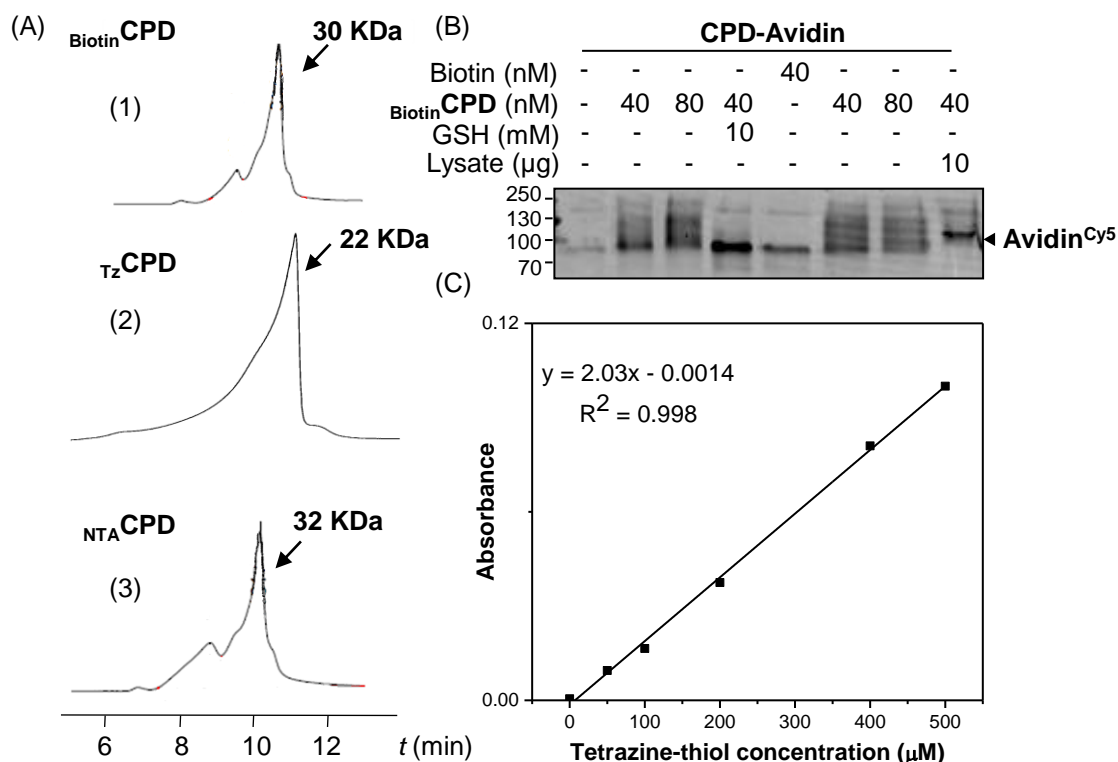 (A)
BiotinCPD
30 KDa
(1)
TzCPD
22 KDa
(2)
NTACPD
32 KDa
(3)
6 8 10 12 t (min)
(B)
CPD-Avidin
Biotin (nM) - - - - 40 - - -
BiotinCPD (nM) - 40 80 40 - 40 80 40
GSH (mM) - - - 10 - - - -
Lysate (µg) - - - - - - - 10
250
130
100
70
AvidinCy5
(C)
0.12
y = 2.03x - 0.0014
R2 = 0.998
Absorbance
0.00
0 100 200 300 400 500
Tetrazine-thiol concentration (µM)